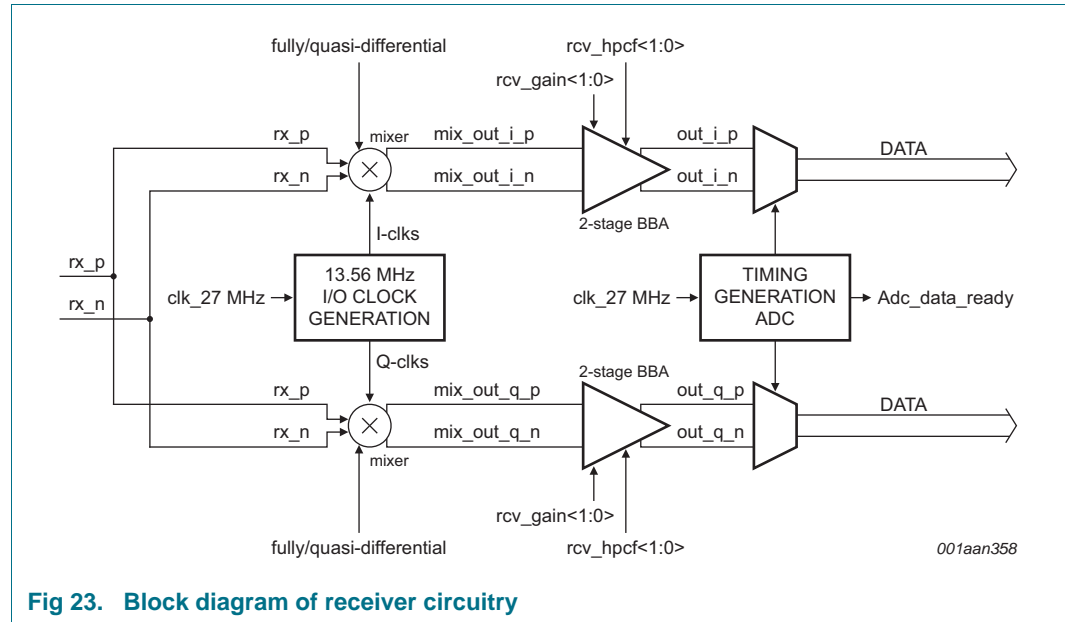 fully/quasi-differential
rcv_hpcf<1:0>
rcv_gain<1:0>
rx_p
mixer
mix_out_i_p
out_i_p
DATA
rx_n
mix_out_i_n
out_i_n
2-stage BBA
I-clks
rx_p
13.56 MHz
I/O CLOCK
GENERATION
clk_27 MHz
TIMING
GENERATION
ADC
clk_27 MHz
Adc_data_ready
rx_n
Q-clks
2-stage BBA
rx_p
mix_out_q_p
out_q_p
DATA
rx_n
mix_out_q_n
out_q_n
mixer
rcv_gain<1:0>
fully/quasi-differential
rcv_hpcf<1:0>
001aan358
Fig 23. Block diagram of receiver circuitry